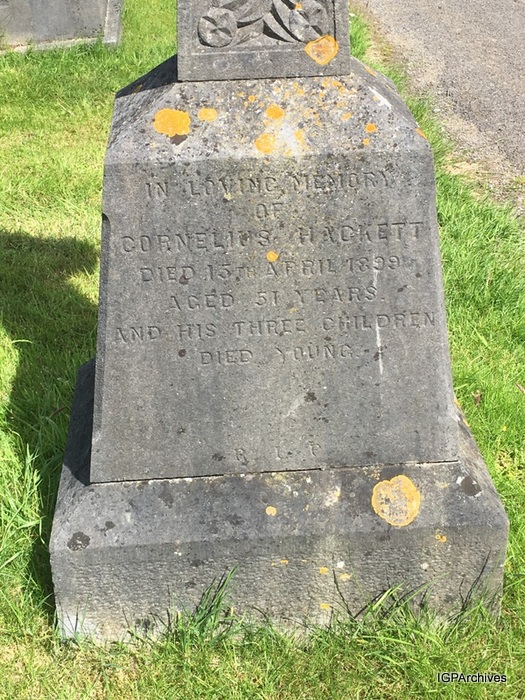 IN LOVING MEMORY
OF
CORNELIUS HACKETT
DIED 15TH APRIL 1899
AGED 51 YEARS.
AND HIS THREE CHILDREN
DIED YOUNG
R I P
IGPArchives